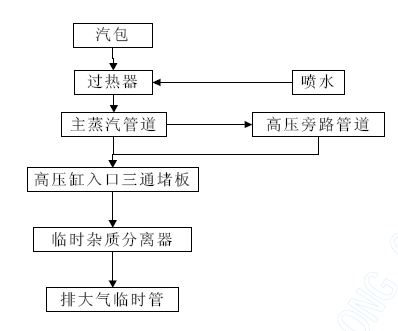 汽包
过热器
喷水
主蒸汽管道
高压旁路管道
高压缸入口三通堵板
临时杂质分离器
排大气临时管
ONG